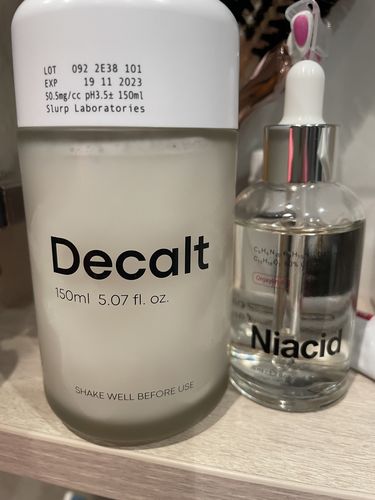 LOT 092 2E38 101
EXP 19 11 2023
50.5mg/cc pH3.5± 150ml
Slurp Laboratories
Decalt
150ml 5.07 fl. oz.
SHAKE WELL BEFORE USE
Niacid